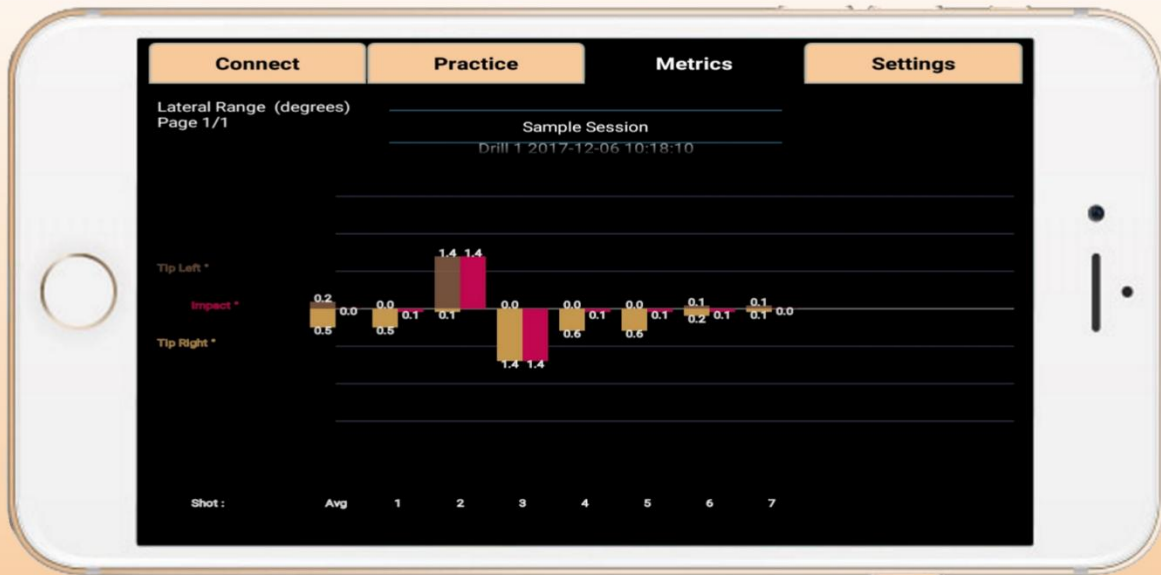 Connect Practice Metrics Settings
Lateral Range (degrees)
Page 1/1
Sample Session
Drill 1 2017-12-06 10:18:10
1.4 1.4
Tip Left *
Impact *
0.2 0.0 0.0 0.0 0.0 0.1 0.1
0.0 0.1 0.1 0.1 0.1 0.2 0.1 0.1 0.0
0.5 0.5 0.6 0.6
Tip Right *
1.4 1.4
Shot : Avg 1 2 3 4 5 6 7